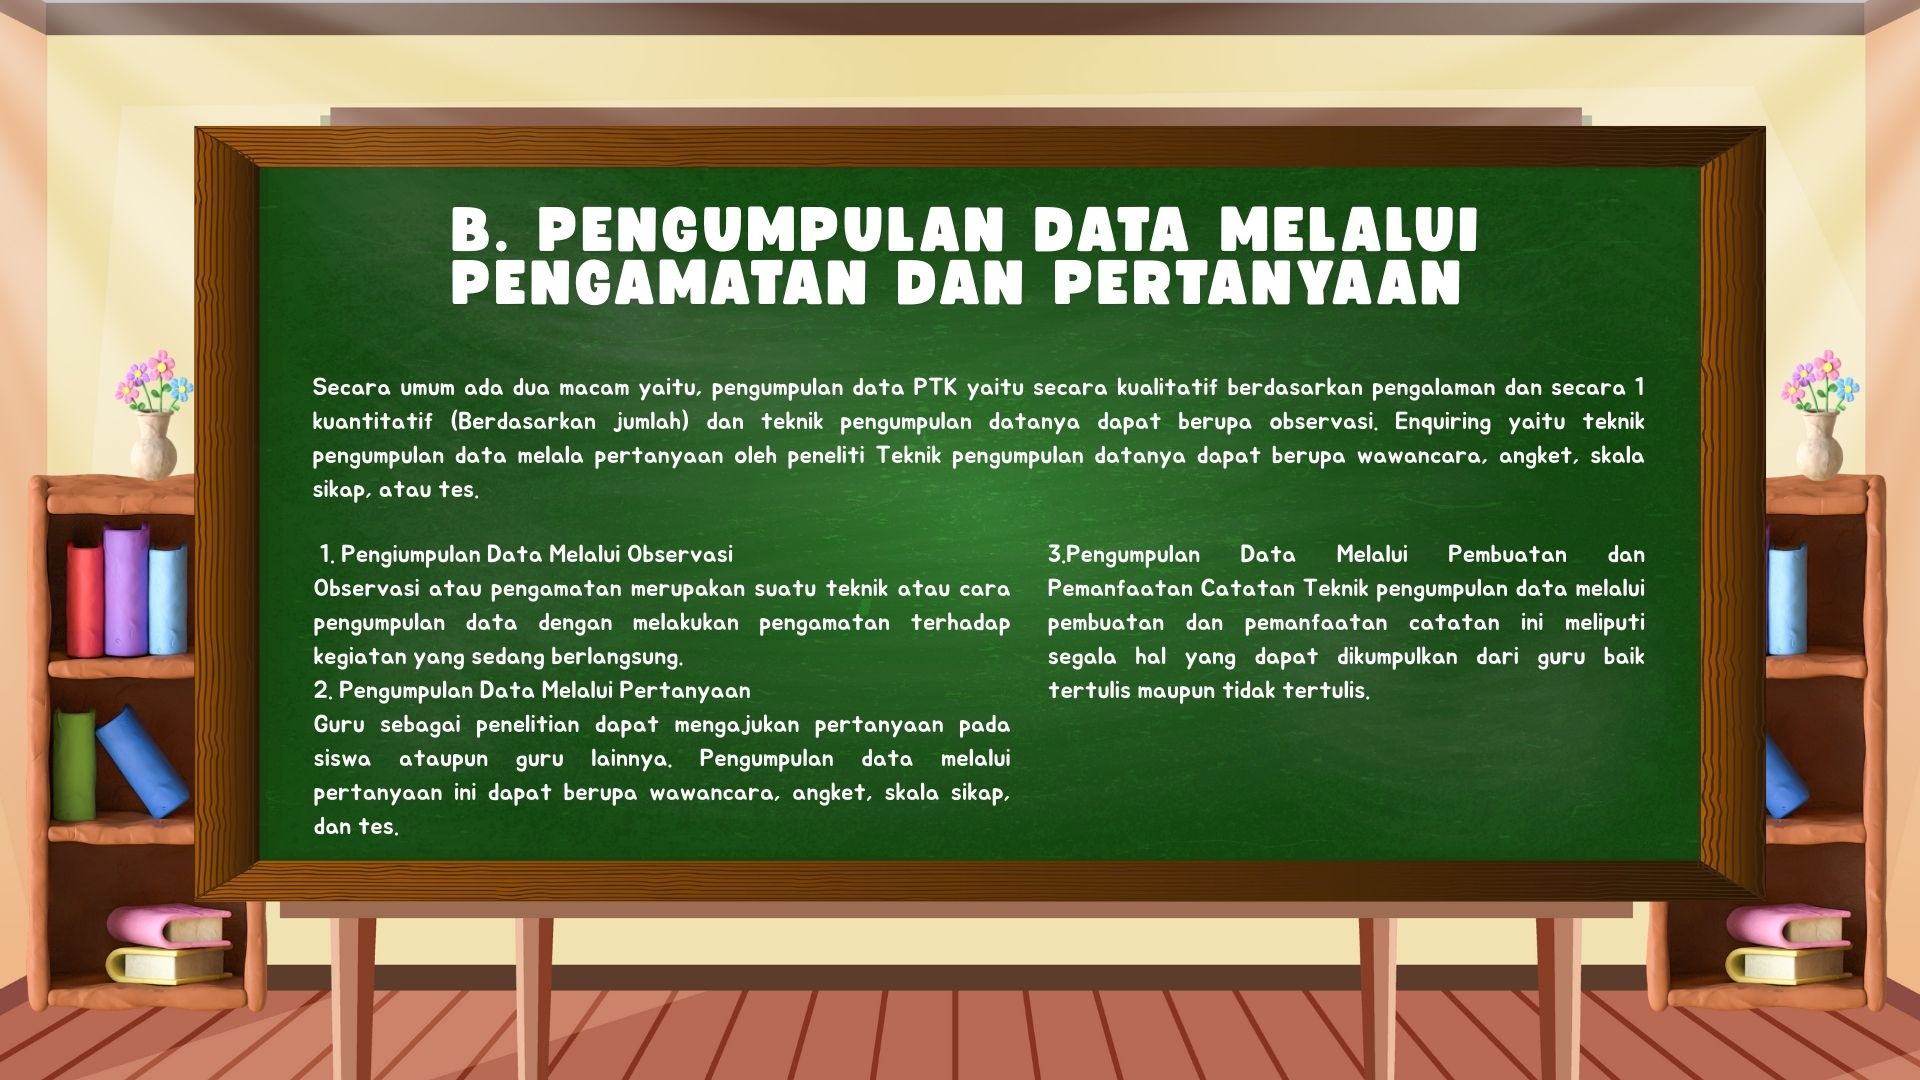 B. PENGUMPULAN DATA MELALUI
PENGAMATAN DAN PERTANYAAN
Secara umum ada dua macam yaitu, pengumpulan data PTK yaitu secara kualitatif berdasarkan pengalaman dan secara 1
kuantitatif (Berdasarkan jumlah) dan teknik pengumpulan datanya dapat berupa observasi. Enquiring yaitu teknik
pengumpulan data melala pertanyaan oleh peneliti Teknik pengumpulan datanya dapat berupa wawancara, angket, skala
sikap, atau tes.
1. Pengiumpulan Data Melalui Observasi
Observasi atau pengamatan merupakan suatu teknik atau cara
pengumpulan data dengan melakukan pengamatan terhadap
kegiatan yang sedang berlangsung.
2. Pengumpulan Data Melalui Pertanyaan
Guru sebagai penelitian dapat mengajukan pertanyaan pada
siswa ataupun guru lainnya. Pengumpulan data melalui
pertanyaan ini dapat berupa wawancara, angket, skala sikap,
dan tes.
3.Pengumpulan Data Melalui Pembuatan dan
Pemanfaatan Catatan Teknik pengumpulan data melalui
pembuatan dan pemanfaatan catatan ini meliputi
segala hal yang dapat dikumpulkan dari guru baik
tertulis maupun tidak tertulis.